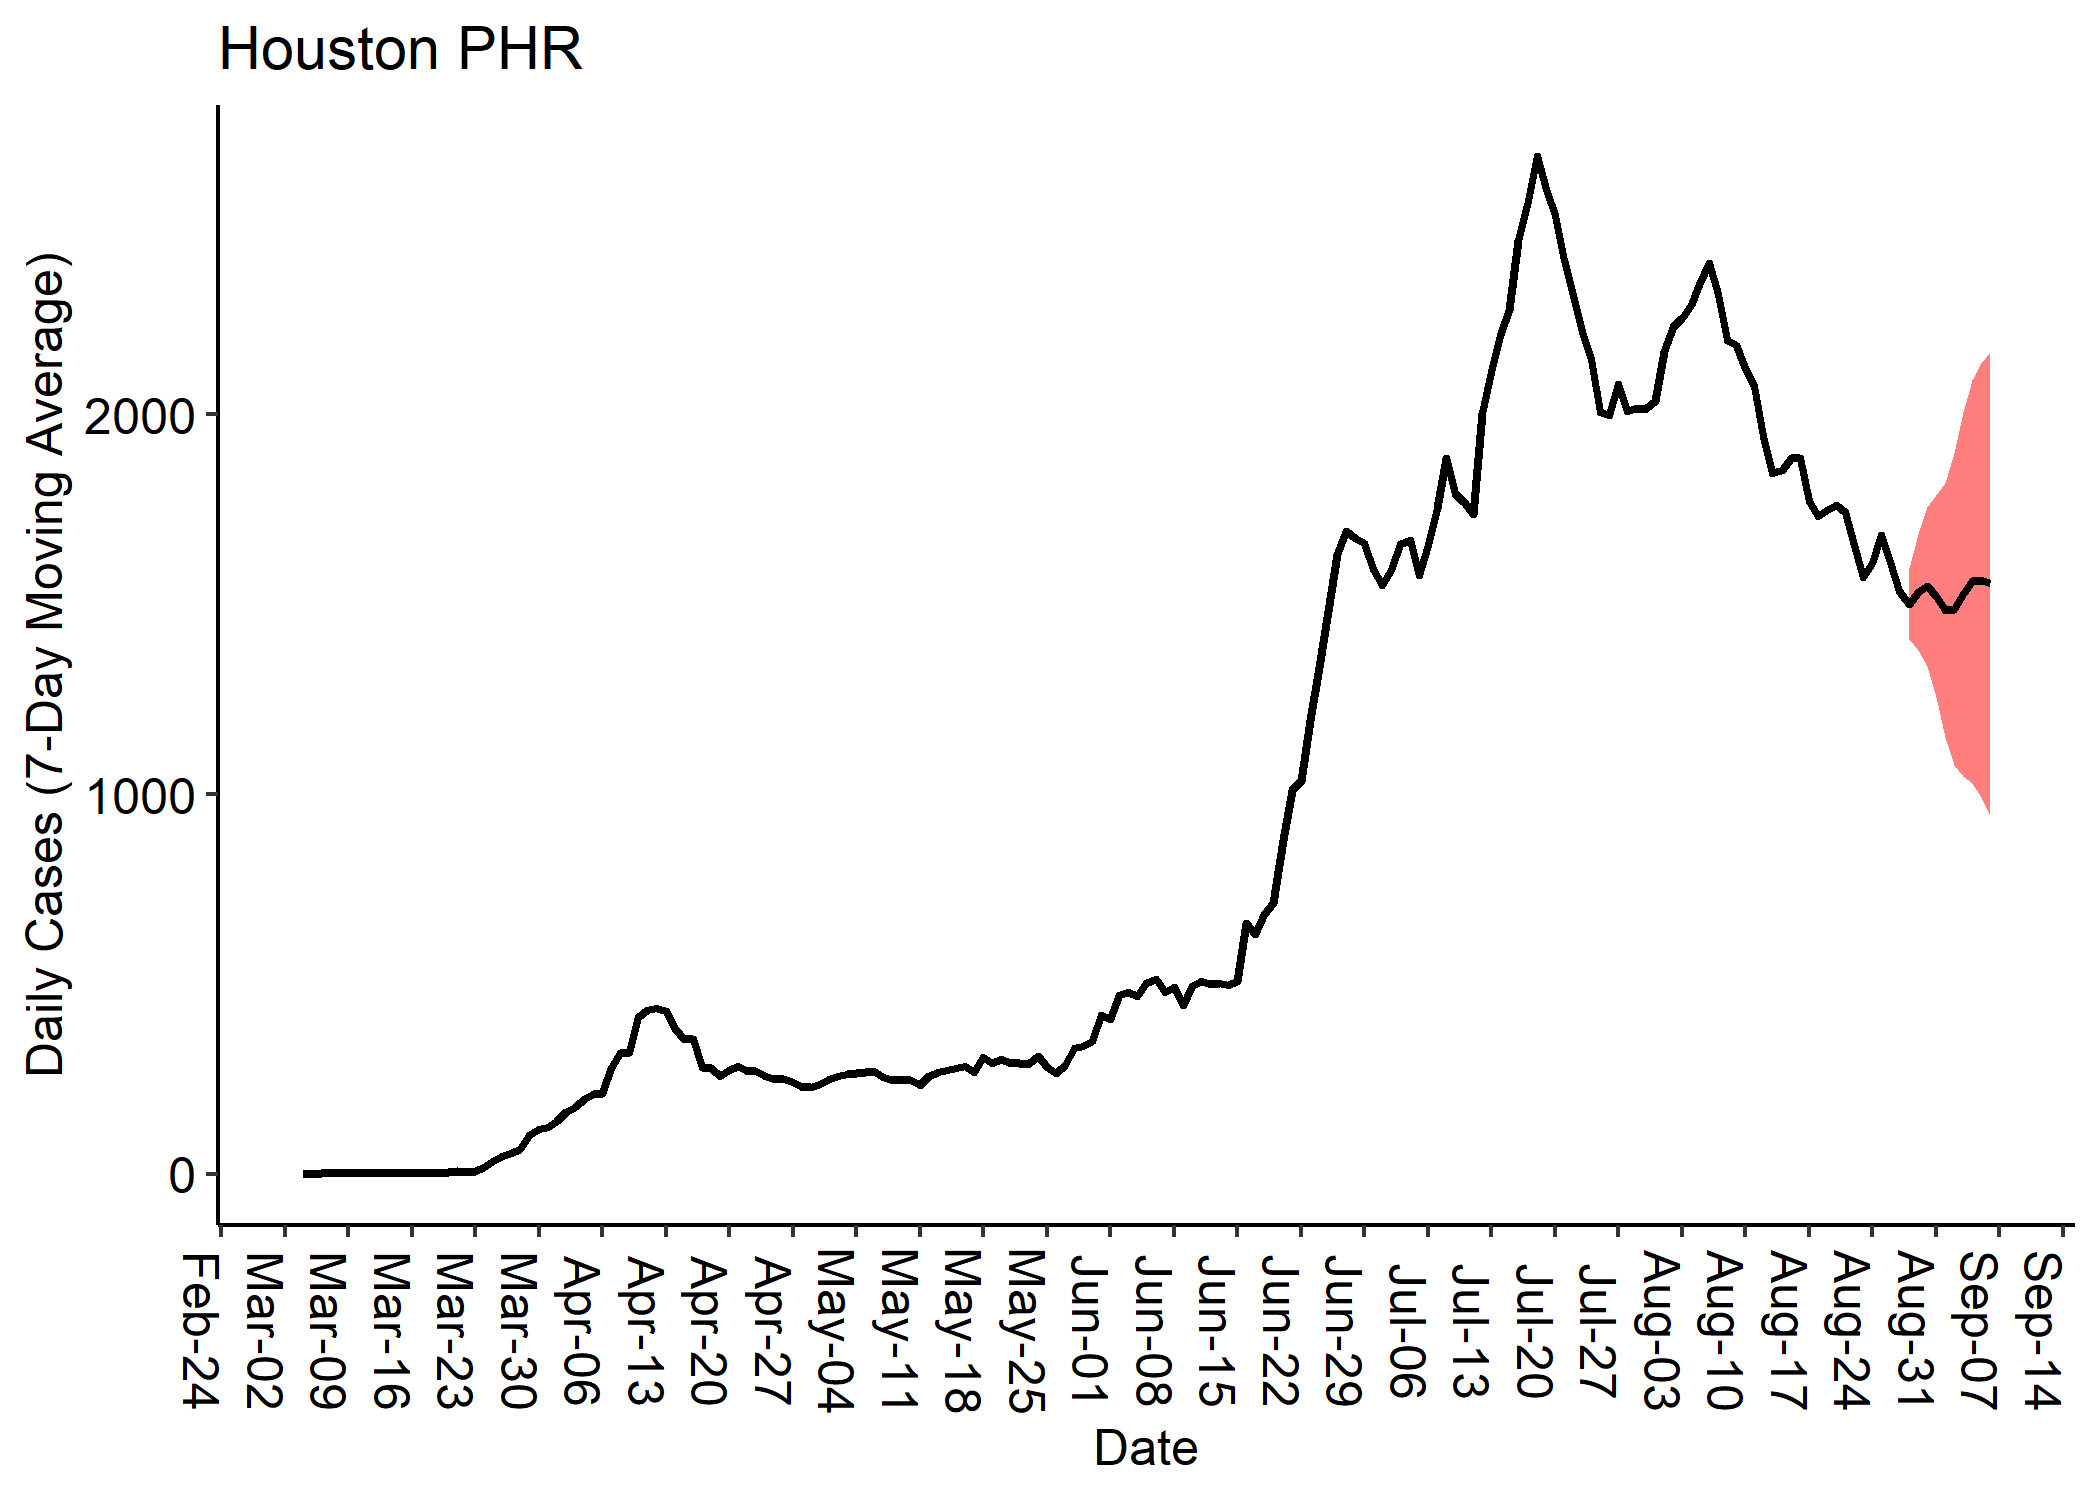 Houston PHR
Daily Cases (7-Day Moving Average)
2000
1000
0
Feb-24
Mar-02
Mar-09
Mar-16
Mar-23
Mar-30
Apr-06
Apr-13
Apr-20
Apr-27
May-04
May-11
May-18
May-25
Jun-01
Jun-08
Jun-15
Jun-22
Jun-29
Jul-06
Jul-13
Jul-20
Jul-27
Aug-03
Aug-10
Aug-17
Aug-24
Aug-31
Sep-07
Sep-14
Date